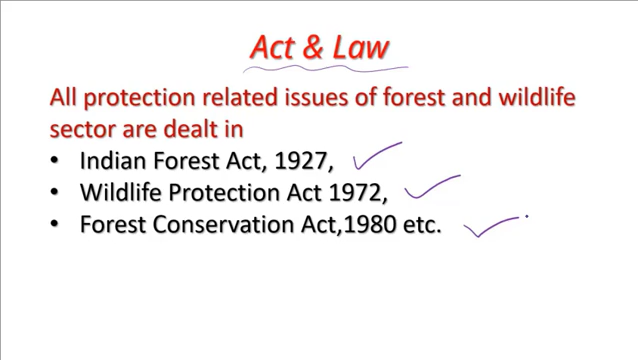 Act & Law
All protection related issues of forest and wildlife
sector are dealt in
• Indian Forest Act, 1927,
• Wildlife Protection Act 1972,
• Forest Conservation Act,1980 etc.